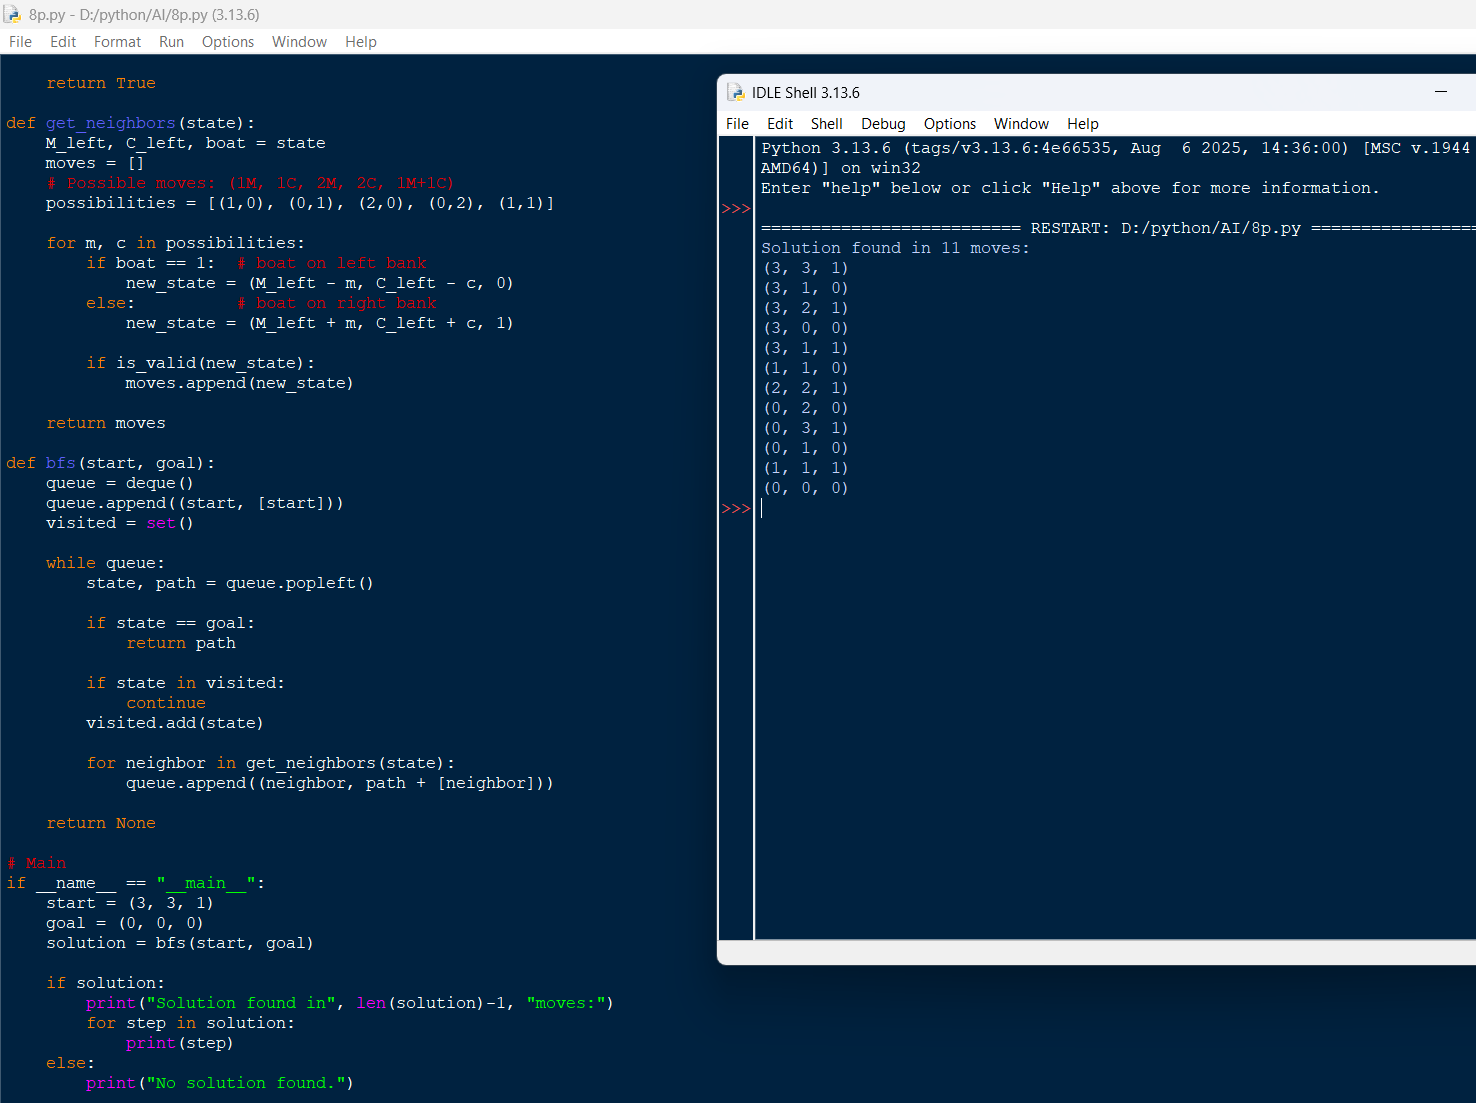 8p.py - D:/python/AI/8p.py (3.13.6)
File Edit Format Run Options Window Help
    return True

def get_neighbors(state):
    M_left, C_left, boat = state
    moves = []
    # Possible moves: (1M, 1C, 2M, 2C, 1M+1C)
    possibilities = [(1,0), (0,1), (2,0), (0,2), (1,1)]

    for m, c in possibilities:
        if boat == 1:  # boat on left bank
            new_state = (M_left - m, C_left - c, 0)
        else:          # boat on right bank
            new_state = (M_left + m, C_left + c, 1)

        if is_valid(new_state):
            moves.append(new_state)

    return moves

def bfs(start, goal):
    queue = deque()
    queue.append((start, [start]))
    visited = set()

    while queue:
        state, path = queue.popleft()

        if state == goal:
            return path

        if state in visited:
            continue
        visited.add(state)

        for neighbor in get_neighbors(state):
            queue.append((neighbor, path + [neighbor]))

    return None

# Main
if __name__ == "__main__":
    start = (3, 3, 1)
    goal = (0, 0, 0)
    solution = bfs(start, goal)

    if solution:
        print("Solution found in", len(solution)-1, "moves:")
        for step in solution:
            print(step)
    else:
        print("No solution found.")
IDLE Shell 3.13.6
File Edit Shell Debug Options Window Help
Python 3.13.6 (tags/v3.13.6:4e66535, Aug  6 2025, 14:36:00) [MSC v.1944
AMD64)] on win32
Enter "help" below or click "Help" above for more information.
>>>
========================== RESTART: D:/python/AI/8p.py =================
Solution found in 11 moves:
(3, 3, 1)
(3, 1, 0)
(3, 2, 1)
(3, 0, 0)
(3, 1, 1)
(1, 1, 0)
(2, 2, 1)
(0, 2, 0)
(0, 3, 1)
(0, 1, 0)
(1, 1, 1)
(0, 0, 0)
>>>